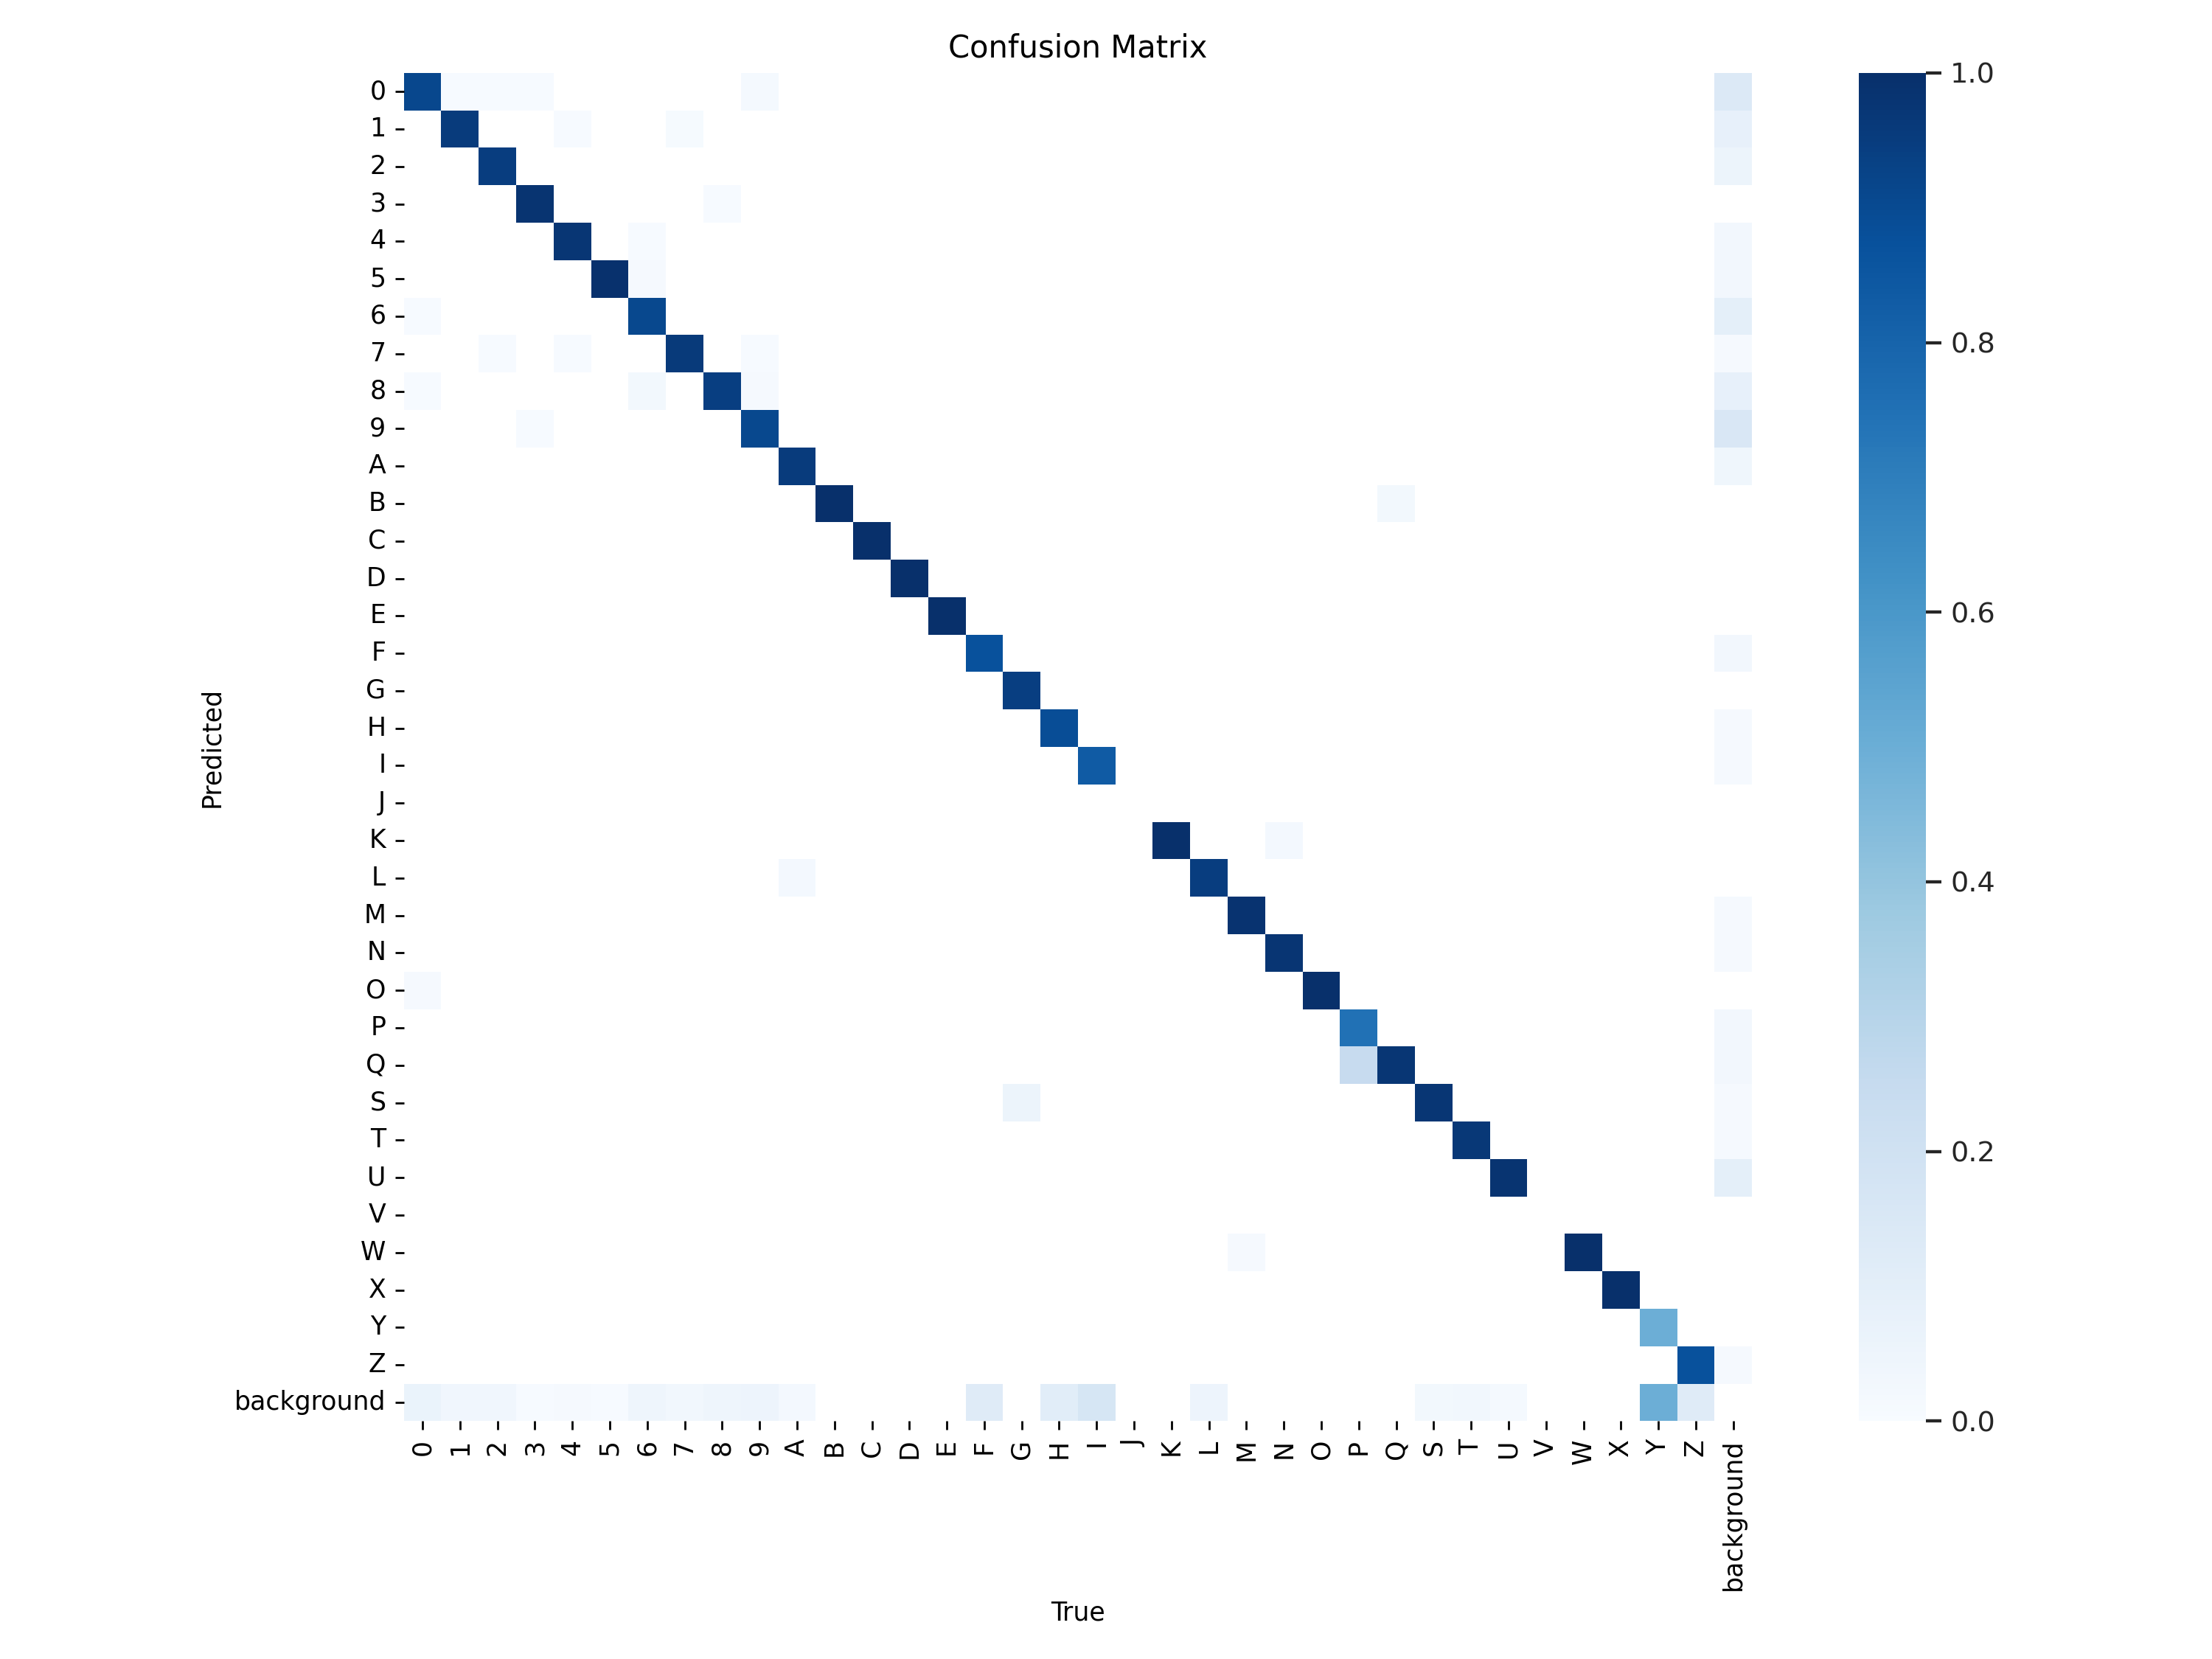 Confusion Matrix
0
1
2
3
4
5
6
7
8
9
A
B
C
D
E
F
G
H
I
J
K
L
M
N
O
P
Q
S
T
U
V
W
X
Y
Z
background
Predicted
0 1 2 3 4 5 6 7 8 9 A B C D E F G H I J K L M N O P Q S T U V W X Y Z background
True
1.0
0.8
0.6
0.4
0.2
0.0